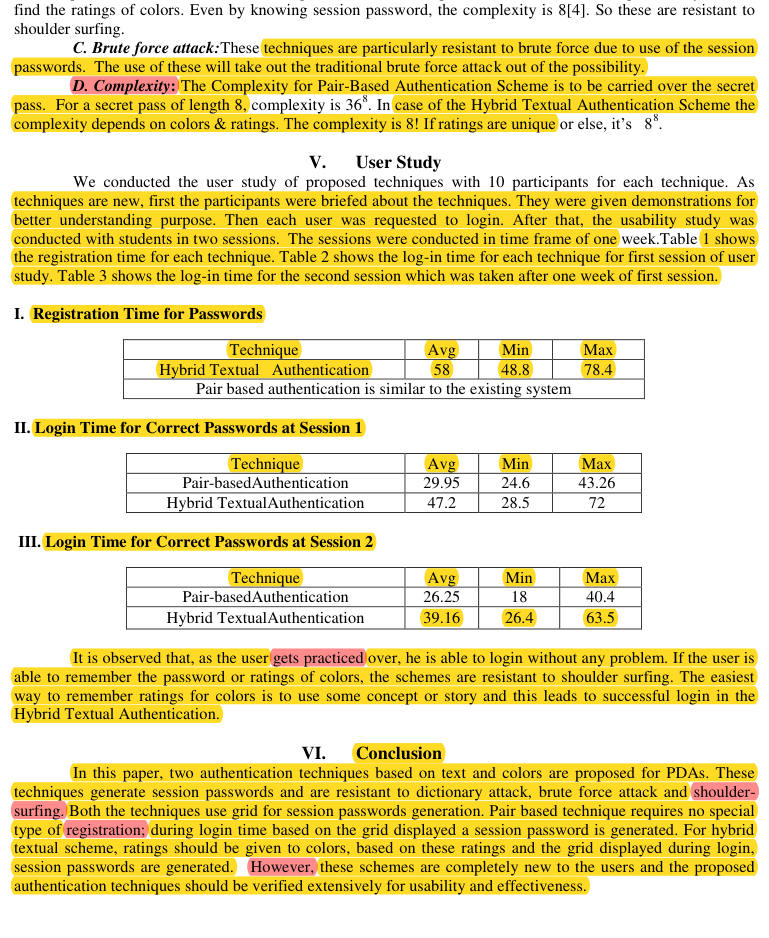 find the ratings of colors. Even by knowing session password, the complexity is 8[4]. So these are resistant to
shoulder surfing.
C. Brute force attack:These techniques are particularly resistant to brute force due to use of the session
passwords. The use of these will take out the traditional brute force attack out of the possibility.
D. Complexity: The Complexity for Pair-Based Authentication Scheme is to be carried over the secret
pass. For a secret pass of length 8, complexity is 36⁸. In case of the Hybrid Textual Authentication Scheme the
complexity depends on colors & ratings. The complexity is 8! If ratings are unique or else, it's 8⁸.
V. User Study
We conducted the user study of proposed techniques with 10 participants for each technique. As
techniques are new, first the participants were briefed about the techniques. They were given demonstrations for
better understanding purpose. Then each user was requested to login. After that, the usability study was
conducted with students in two sessions. The sessions were conducted in time frame of one week.Table 1 shows
the registration time for each technique. Table 2 shows the log-in time for each technique for first session of user
study. Table 3 shows the log-in time for the second session which was taken after one week of first session.
I. Registration Time for Passwords
Technique Avg Min Max
Hybrid Textual Authentication 58 48.8 78.4
Pair based authentication is similar to the existing system
II. Login Time for Correct Passwords at Session 1
Technique Avg Min Max
Pair-basedAuthentication 29.95 24.6 43.26
Hybrid TextualAuthentication 47.2 28.5 72
III. Login Time for Correct Passwords at Session 2
Technique Avg Min Max
Pair-basedAuthentication 26.25 18 40.4
Hybrid TextualAuthentication 39.16 26.4 63.5
It is observed that, as the user gets practiced over, he is able to login without any problem. If the user is
able to remember the password or ratings of colors, the schemes are resistant to shoulder surfing. The easiest
way to remember ratings for colors is to use some concept or story and this leads to successful login in the
Hybrid Textual Authentication.
VI. Conclusion
In this paper, two authentication techniques based on text and colors are proposed for PDAs. These
techniques generate session passwords and are resistant to dictionary attack, brute force attack and shoulder-
surfing. Both the techniques use grid for session passwords generation. Pair based technique requires no special
type of registration; during login time based on the grid displayed a session password is generated. For hybrid
textual scheme, ratings should be given to colors, based on these ratings and the grid displayed during login,
session passwords are generated. However, these schemes are completely new to the users and the proposed
authentication techniques should be verified extensively for usability and effectiveness.